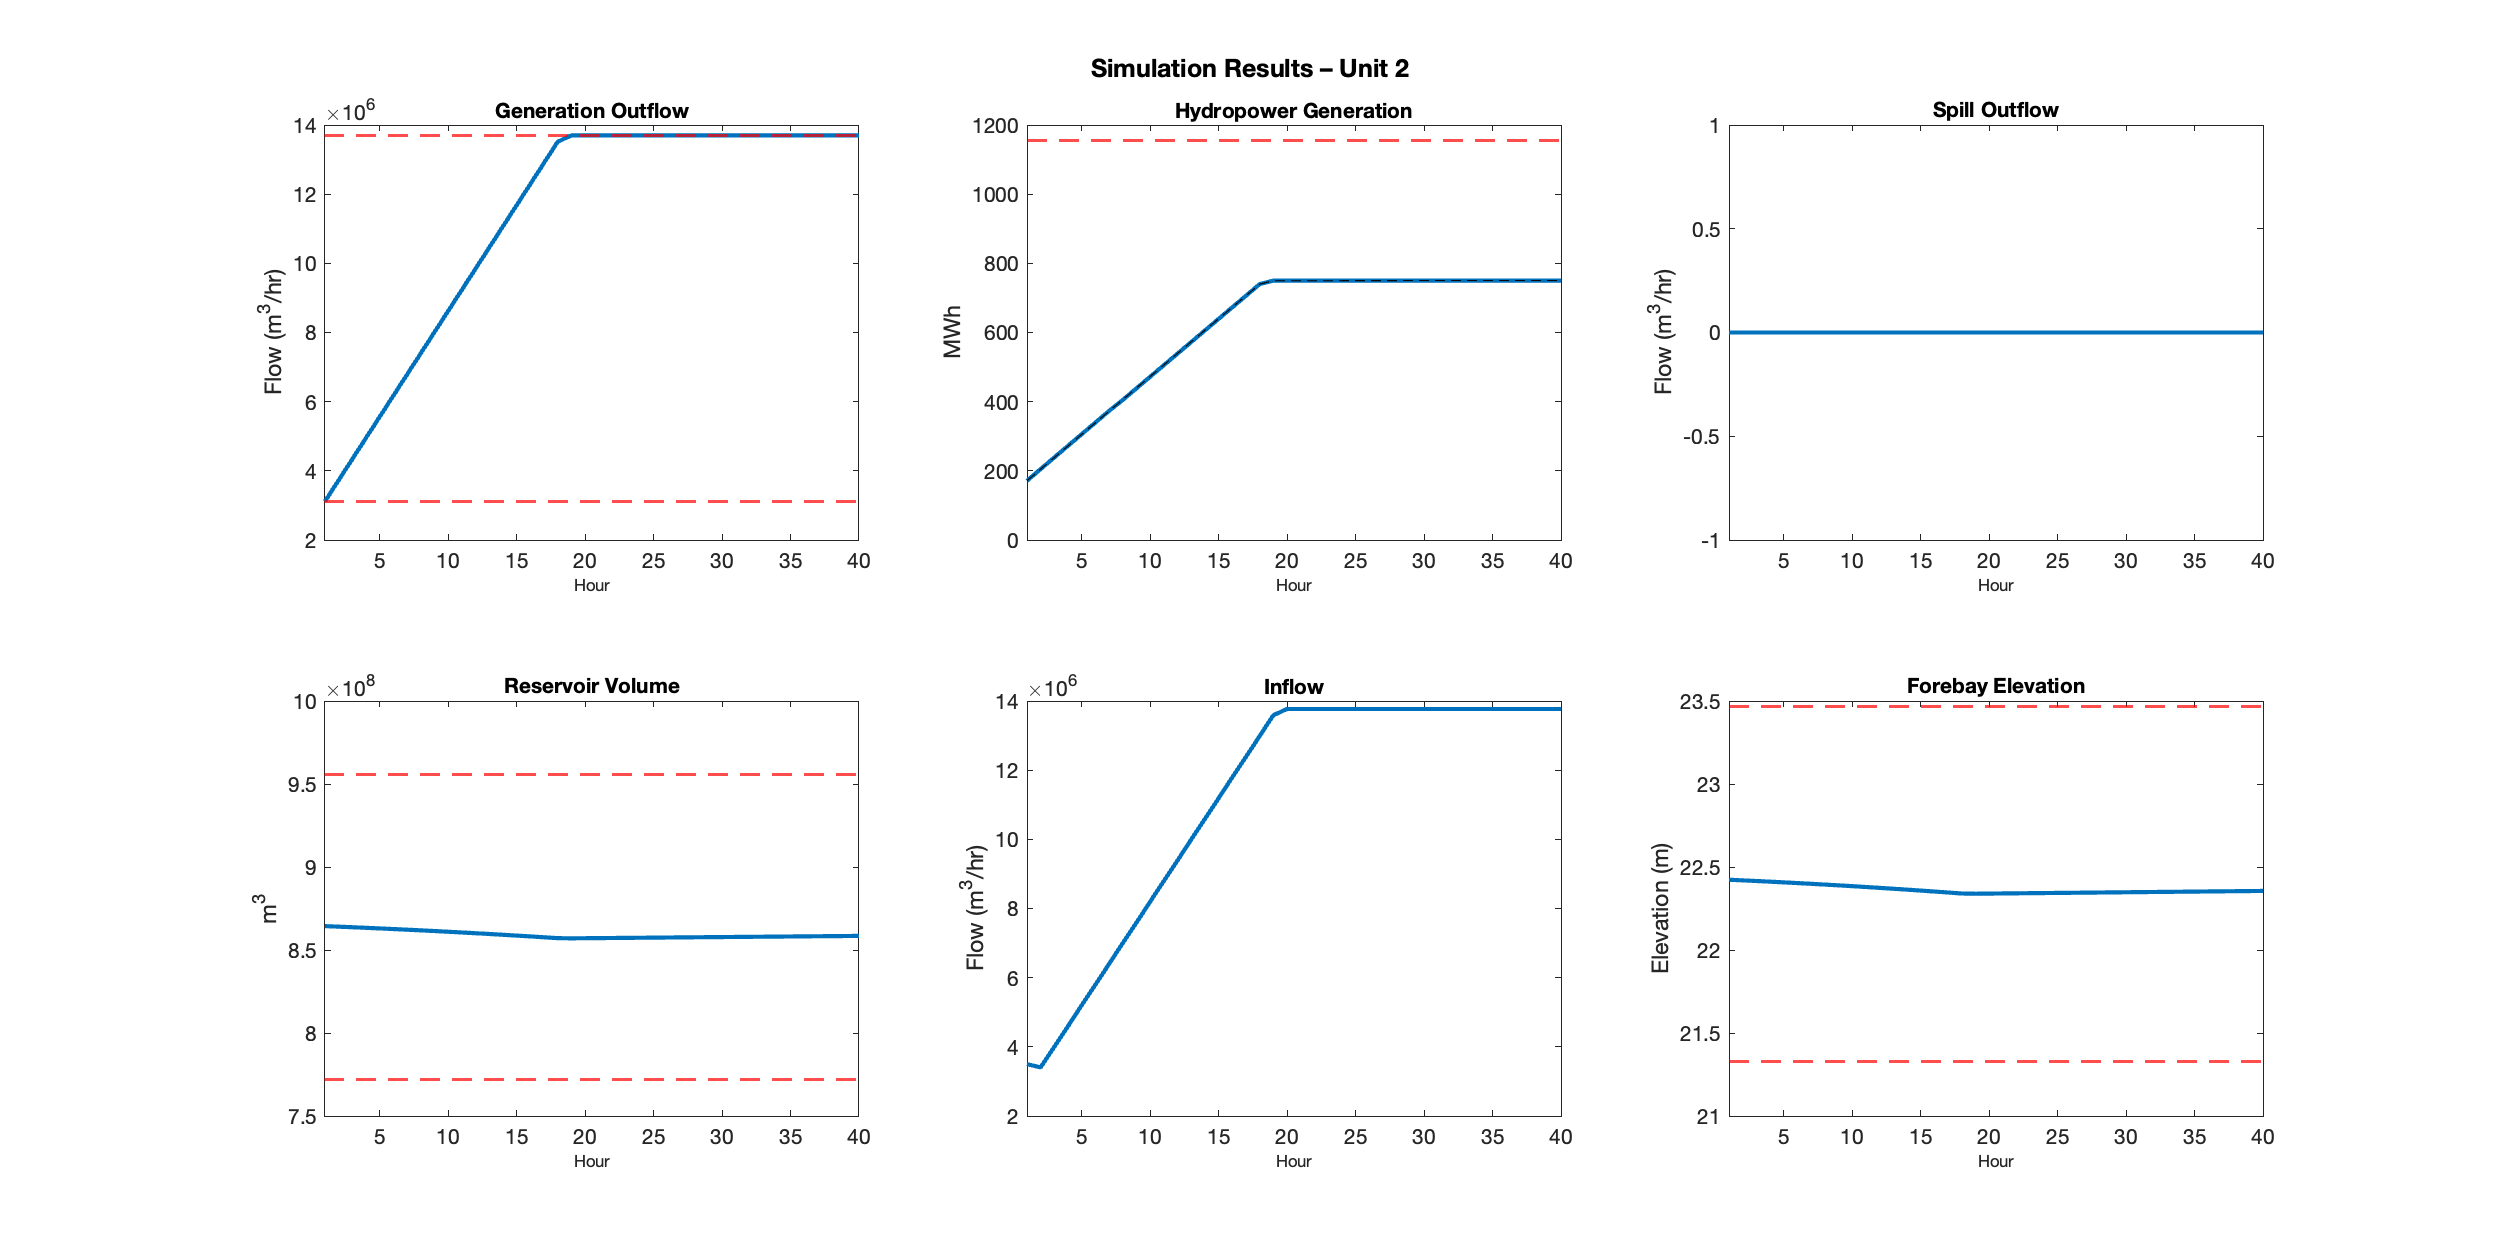 Simulation Results – Unit 2
Generation Outflow
×10^6
14
12
10
8
6
4
2
Flow (m^3/hr)
5 10 15 20 25 30 35 40
Hour
Hydropower Generation
1200
1000
800
600
400
200
0
MWh
5 10 15 20 25 30 35 40
Hour
Spill Outflow
1
0.5
0
-0.5
-1
Flow (m^3/hr)
5 10 15 20 25 30 35 40
Hour
Reservoir Volume
×10^8
10
9.5
9
8.5
8
7.5
m^3
5 10 15 20 25 30 35 40
Hour
Inflow
×10^6
14
12
10
8
6
4
2
Flow (m^3/hr)
5 10 15 20 25 30 35 40
Hour
Forebay Elevation
23.5
23
22.5
22
21.5
21
Elevation (m)
5 10 15 20 25 30 35 40
Hour